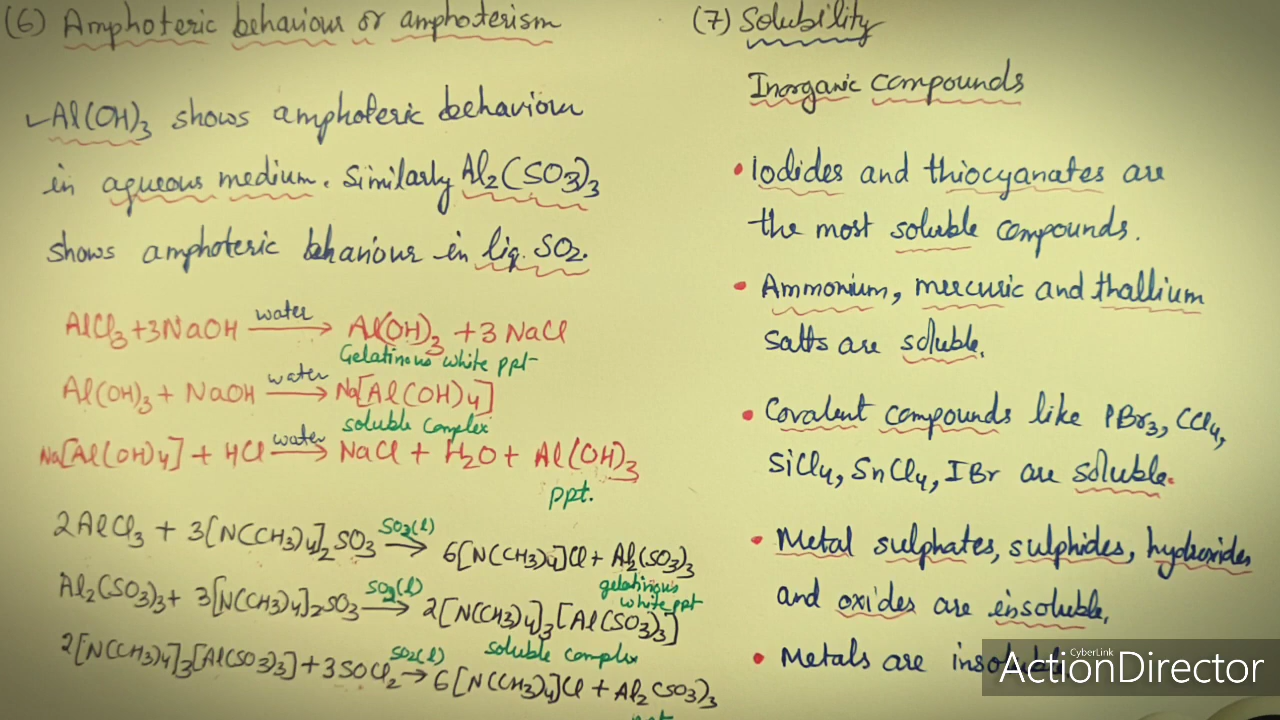 (6) Amphoteric behaviour or amphoterism
✓Al(OH)3 shows amphoteric behaviour
in aqueous medium. Similarly Al2(SO3)3
shows amphoteric behaviour in liq. SO2.
AlCl3 + 3NaOH water→ Al(OH)3 + 3NaCl
Gelatinous white ppt
Al(OH)3 + NaOH water→ Na[Al(OH)4]
soluble complex
Na[Al(OH)4] + HCl water→ NaCl + H2O + Al(OH)3
ppt.
2AlCl3 + 3[N(CH3)4]2SO3 SO2(l)→ 6[N(CH3)4]Cl + Al2(SO3)3
gelatinous
white ppt
Al2(SO3)3 + 3[N(CH3)4]2SO3 SO2(l)→ 2[N(CH3)4]3[Al(SO3)3]
soluble complex
2[N(CH3)4]3[Al(SO3)3] + 3SOCl2 SO2(l)→ 6[N(CH3)4]Cl + Al2(SO3)3
ppt
(7) Solubility
Inorganic compounds
• Iodides and thiocyanates are
the most soluble compounds.
• Ammonium, mercuric and thallium
salts are soluble.
• Covalent compounds like PBr3, CCl4,
SiCl4, SnCl4, IBr are soluble.
• Metal sulphates, sulphides, hydroxides
and oxides are insoluble.
• Metals are insoluble
CyberLink
ActionDirector